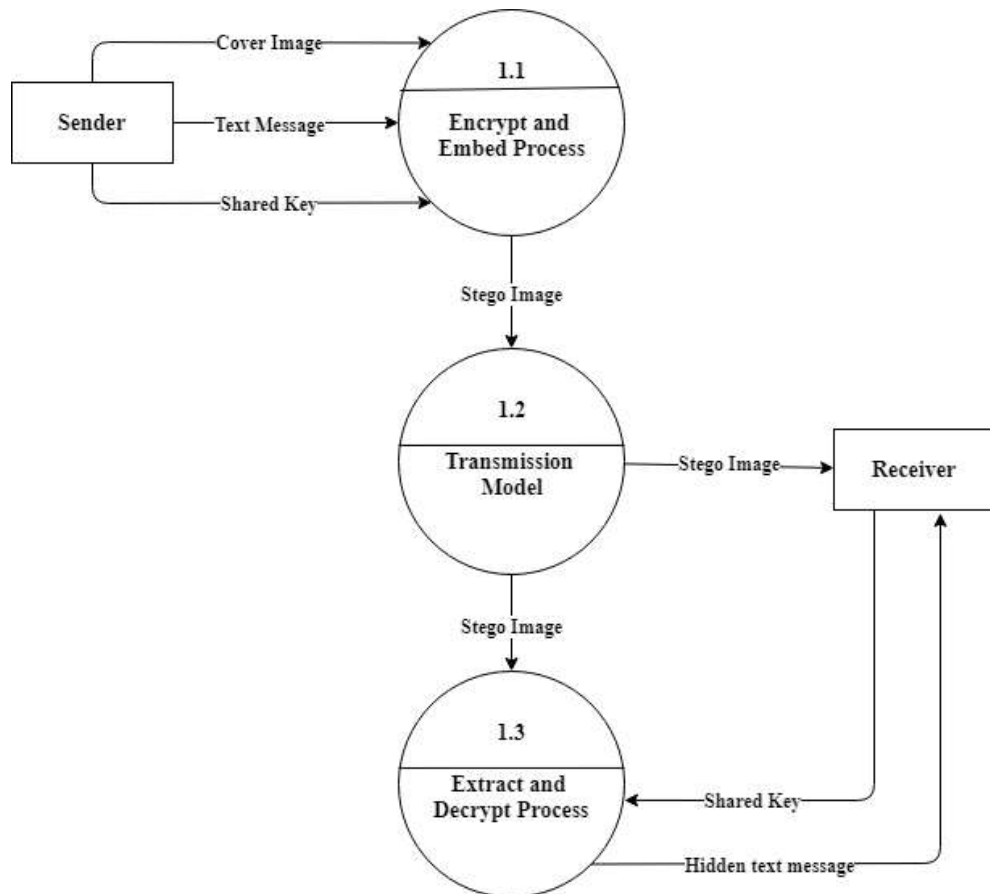 Cover Image
1.1
Sender
Text Message
Encrypt and
Embed Process
Shared Key
Stego Image
1.2
Transmission
Model
Stego Image
Receiver
Stego Image
1.3
Extract and
Decrypt Process
Shared Key
Hidden text message